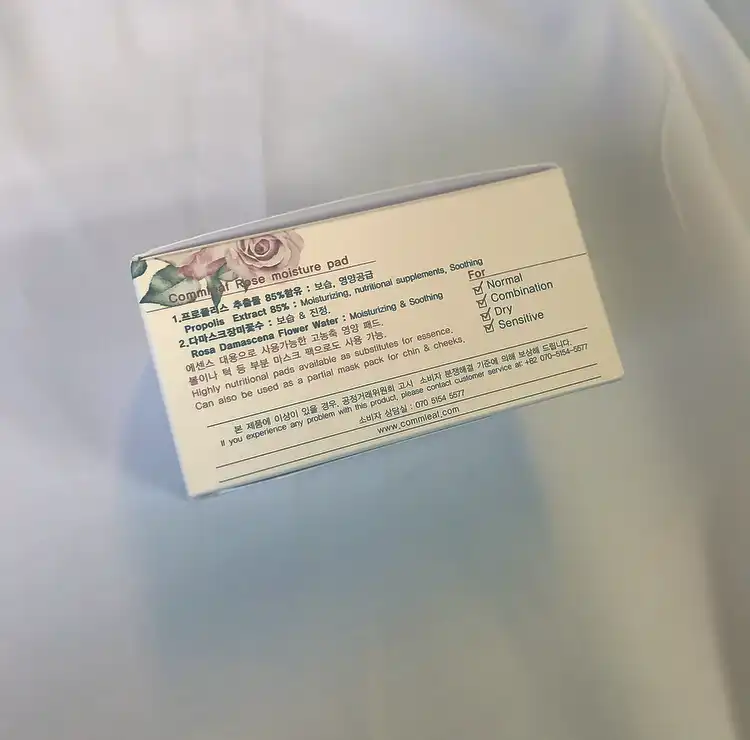 Commleaf Rose moisture pad
1.프로폴리스 추출물 85%함유 : 보습, 영양공급
Propolis Extract 85% : Moisturizing, nutritional supplements, Soothing
2.다마스크장미꽃수 : 보습 & 진정.
Rosa Damascena Flower Water : Moisturizing & Soothing
에센스 대용으로 사용가능한 고농축 영양 패드.
볼이나 턱 등 부분 마스크 팩으로도 사용 가능.
Highly nutritional pads available as substitutes for essence.
Can also be used as a partial mask pack for chin & cheeks.
For
Normal
Combination
Dry
Sensitive
본 제품에 이상이 있을 경우, 공정거래위원회 고시 소비자 분쟁해결 기준에 의해 보상해 드립니다.
If you experience any problem with this product, please contact customer service at +82 070-5154-5577
소비자 상담실 : 070 5154 5577
www.commleaf.com